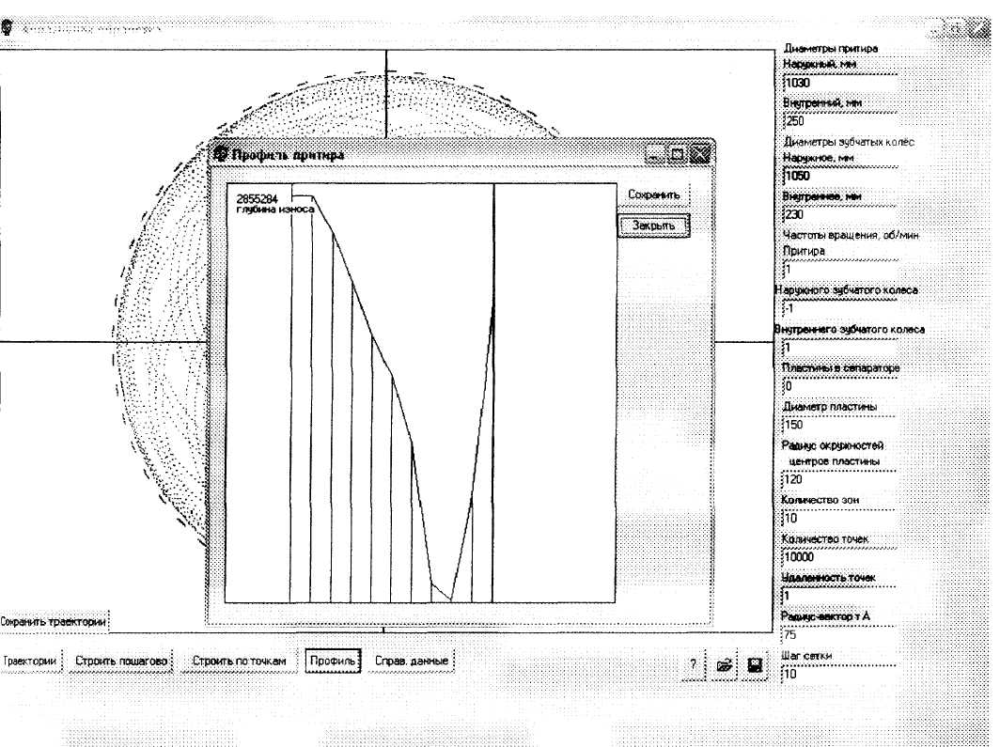 Профиль притира
2855284
глубина износа
Сохранить
Закрыть
Диаметры притира
Наружный, мм
1030
Внутренний, мм
250
Диаметры зубчатых колес
Наружное, мм
1050
Внутреннее, мм
230
Частоты вращения, об/мин
Притира
1
Наружного зубчатого колеса
-1
Внутреннего зубчатого колеса
1
Пластины в сепараторе
0
Диаметр пластины
150
Радиус окружностей
центров пластины
120
Количество зон
10
Количество точек
10000
Удаленность точек
1
Радиус-вектор т А
75
Шаг сетки
10
Сохранить траектории
Траектории
Строить пошагово
Строить по точкам
Профиль
Справ. данные
?